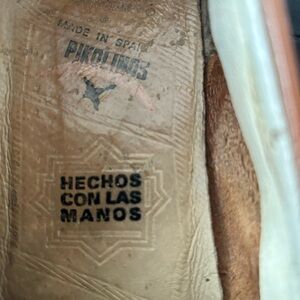 MADE IN SPAIN
PIKOLINOS
HECHOS
CON LAS
MANOS